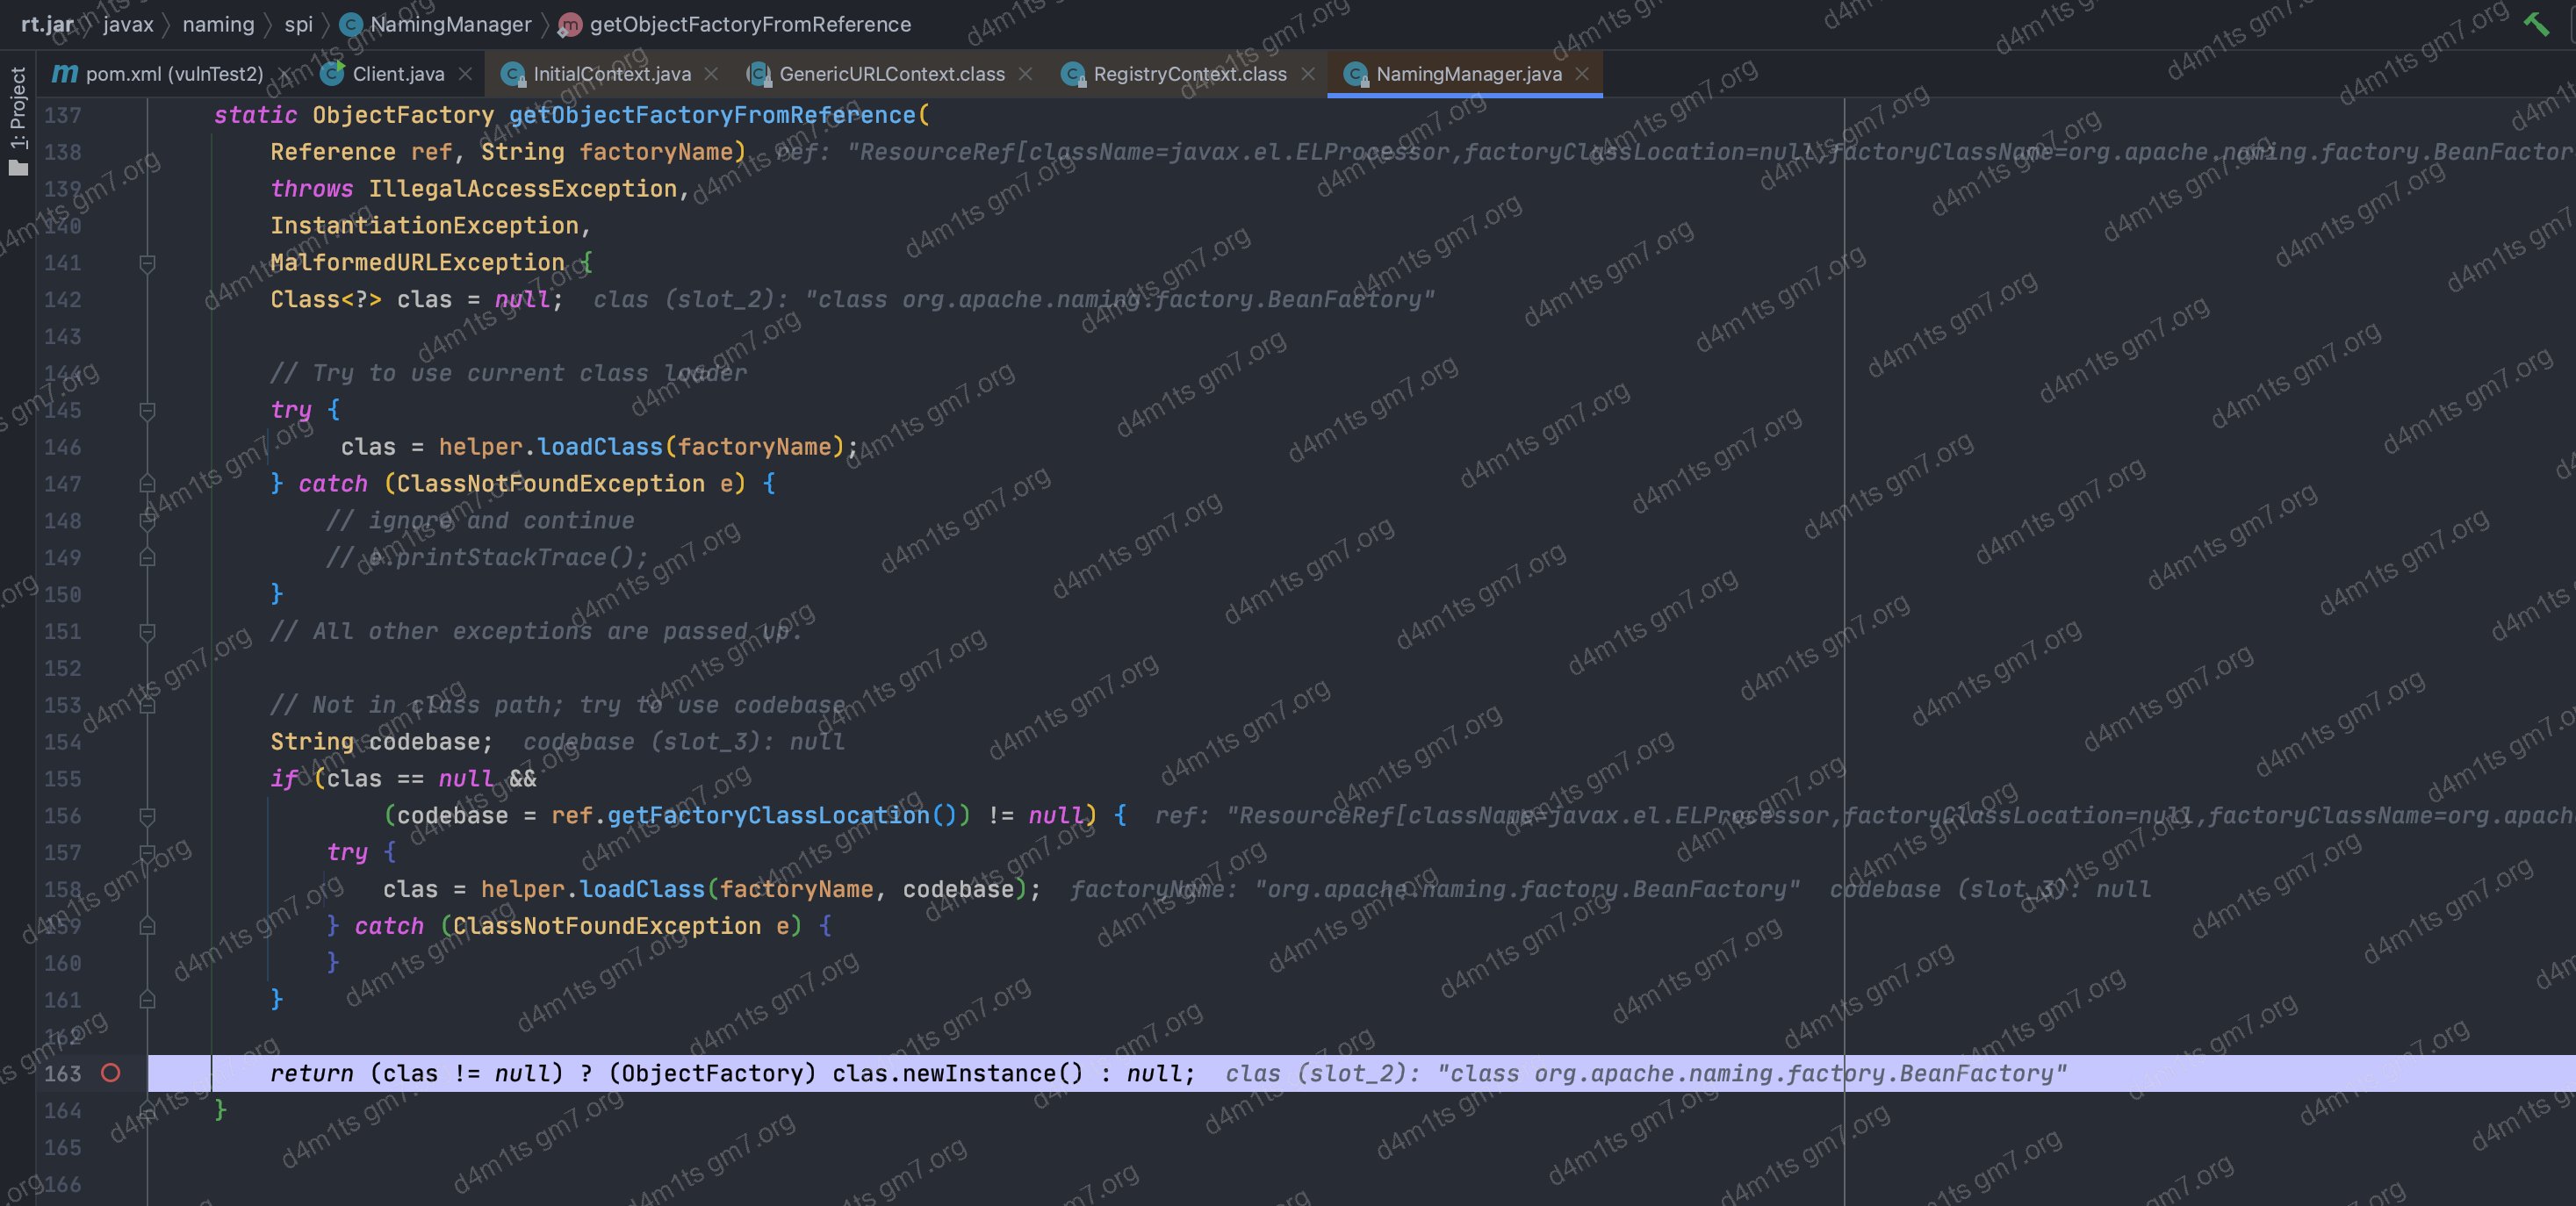 rt.jar javax naming spi NamingManager getObjectFactoryFromReference
1: Project
pom.xml (vulnTest2) Client.java InitialContext.java GenericURLContext.class RegistryContext.class NamingManager.java
137 static ObjectFactory getObjectFactoryFromReference(
138 Reference ref, String factoryName) ref: "ResourceRef[className=javax.el.ELProcessor,factoryClassLocation=null,factoryClassName=org.apache.naming.factory.BeanFactor
139 throws IllegalAccessException,
140 InstantiationException,
141 MalformedURLException {
142 Class<?> clas = null; clas (slot_2): "class org.apache.naming.factory.BeanFactory"
143
144 // Try to use current class loader
145 try {
146 clas = helper.loadClass(factoryName);
147 } catch (ClassNotFoundException e) {
148 // ignore and continue
149 // e.printStackTrace();
150 }
151 // All other exceptions are passed up.
152
153 // Not in class path; try to use codebase
154 String codebase; codebase (slot_3): null
155 if (clas == null &&
156 (codebase = ref.getFactoryClassLocation()) != null) { ref: "ResourceRef[className=javax.el.ELProcessor,factoryClassLocation=null,factoryClassName=org.apach
157 try {
158 clas = helper.loadClass(factoryName, codebase); factoryName: "org.apache.naming.factory.BeanFactory" codebase (slot_3): null
159 } catch (ClassNotFoundException e) {
160 }
161 }
162
163 return (clas != null) ? (ObjectFactory) clas.newInstance() : null; clas (slot_2): "class org.apache.naming.factory.BeanFactory"
164 }
165
166
d4m1ts gm7.org